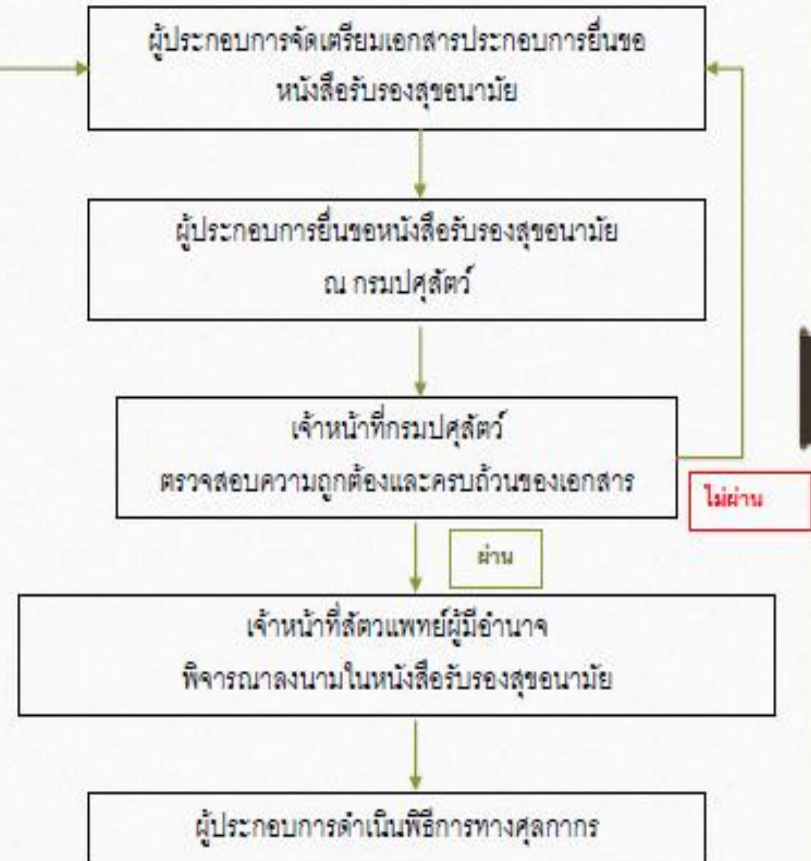 ผู้ประกอบการจัดเตรียมเอกสารประกอบการยื่นขอ
หนังสือรับรองสุขอนามัย
ผู้ประกอบการยื่นขอหนังสือรับรองสุขอนามัย
ณ กรมปศุสัตว์
เจ้าหน้าที่กรมปศุสัตว์
ตรวจสอบความถูกต้องและครบถ้วนของเอกสาร
ไม่ผ่าน
ผ่าน
เจ้าหน้าที่สัตวแพทย์ผู้มีอำนาจ
พิจารณาลงนามในหนังสือรับรองสุขอนามัย
ผู้ประกอบการดำเนินพิธีการทางศุลกากร